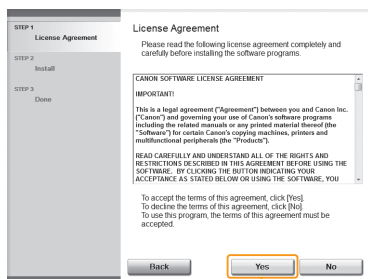 STEP 1
License Agreement
STEP 2
Install
STEP 3
Done
License Agreement
Please read the following license agreement completely and
carefully before installing the software programs.
CANON SOFTWARE LICENSE AGREEMENT
IMPORTANT!
This is a legal agreement ("Agreement") between you and Canon Inc.
("Canon") and governing your use of Canon's software programs
including the related manuals or any printed material thereof (the
"Software") for certain Canon's copying machines, printers and
multifunctional peripherals (the "Products").
READ CAREFULLY AND UNDERSTAND ALL OF THE RIGHTS AND
RESTRICTIONS DESCRIBED IN THIS AGREEMENT BEFORE USING THE
SOFTWARE. BY CLICKING THE BUTTON INDICATING YOUR
ACCEPTANCE AS STATED BELOW OR USING THE SOFTWARE, YOU
To accept the terms of this agreement, click [Yes].
To decline the terms of this agreement, click [No].
To use this program, the terms of this agreement must be
accepted.
Back
Yes
No